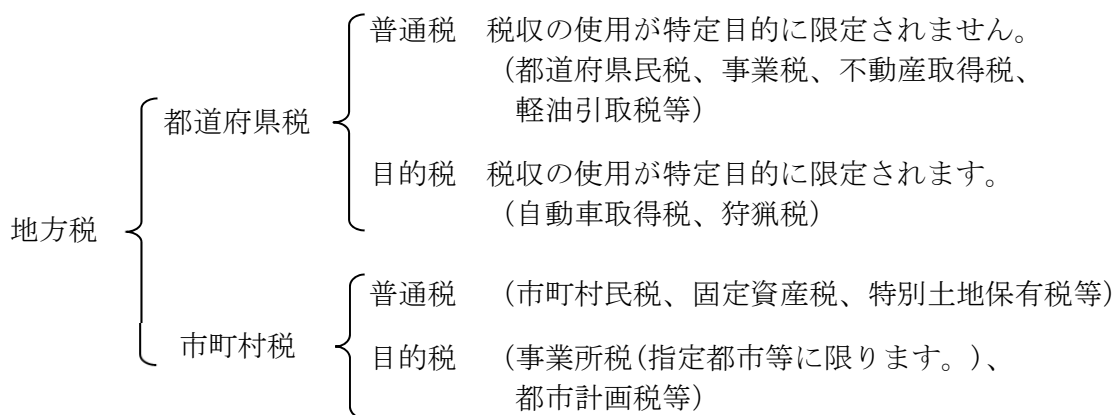 普通税 税収の使用が特定目的に限定されません。
(都道府県民税、事業税、不動産取得税、
軽油引取税等)
都道府県税
目的税 税収の使用が特定目的に限定されます。
(自動車取得税、狩猟税)
地方税
普通税 (市町村民税、固定資産税、特別土地保有税等)
市町村税
目的税 (事業所税(指定都市等に限ります。)、
都市計画税等)